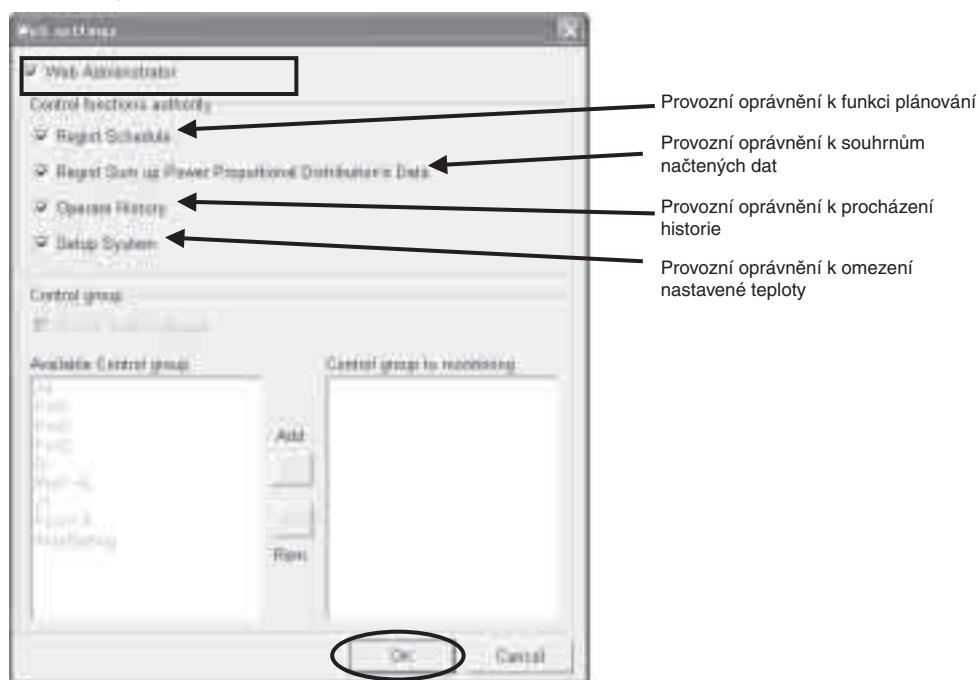 Web settings
Web Administrator
Control functions authority
Regist Schedule
Regist Sum up Power Proportional Distribution's Data
Operate History
Setup System
Provozní oprávnění k funkci plánování
Provozní oprávnění k souhrnům
načtených dat
Provozní oprávnění k procházení
historie
Provozní oprávnění k omezení
nastavené teploty
Control group
Available Control group
Control group to monitoring
Add
Rem
OK
Cancel